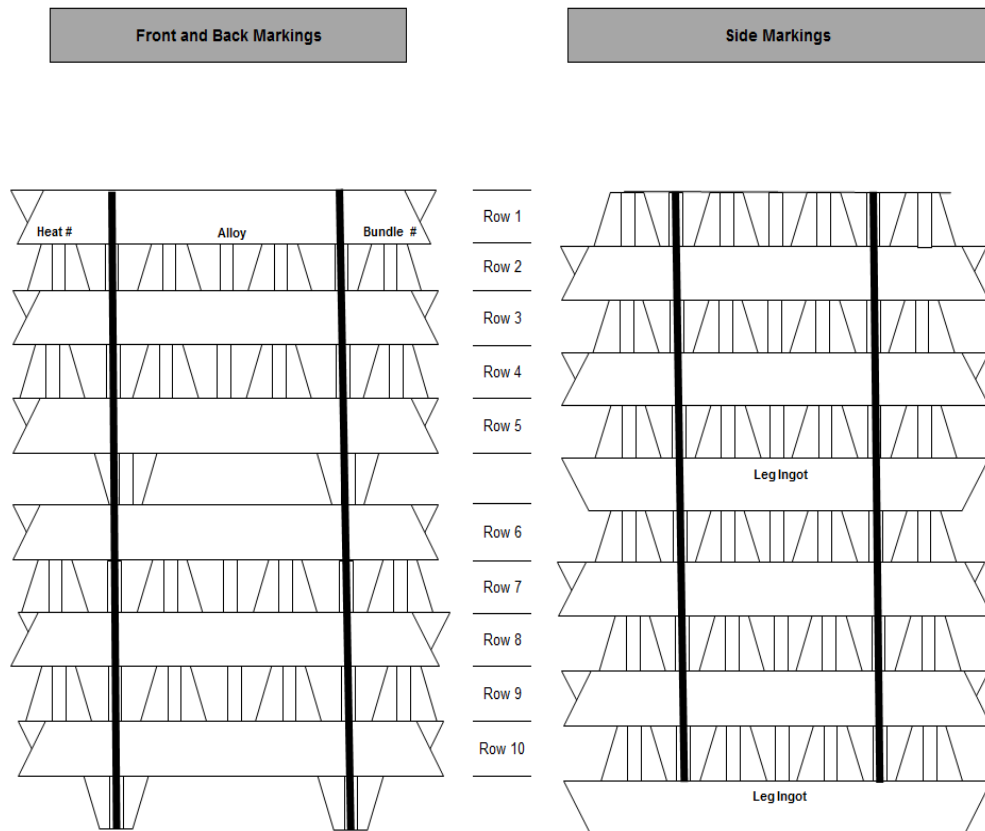 Front and Back Markings
Side Markings
Heat #
Alloy
Bundle #
Row 1
Row 2
Row 3
Row 4
Row 5
Leg Ingot
Row 6
Row 7
Row 8
Row 9
Row 10
Leg Ingot